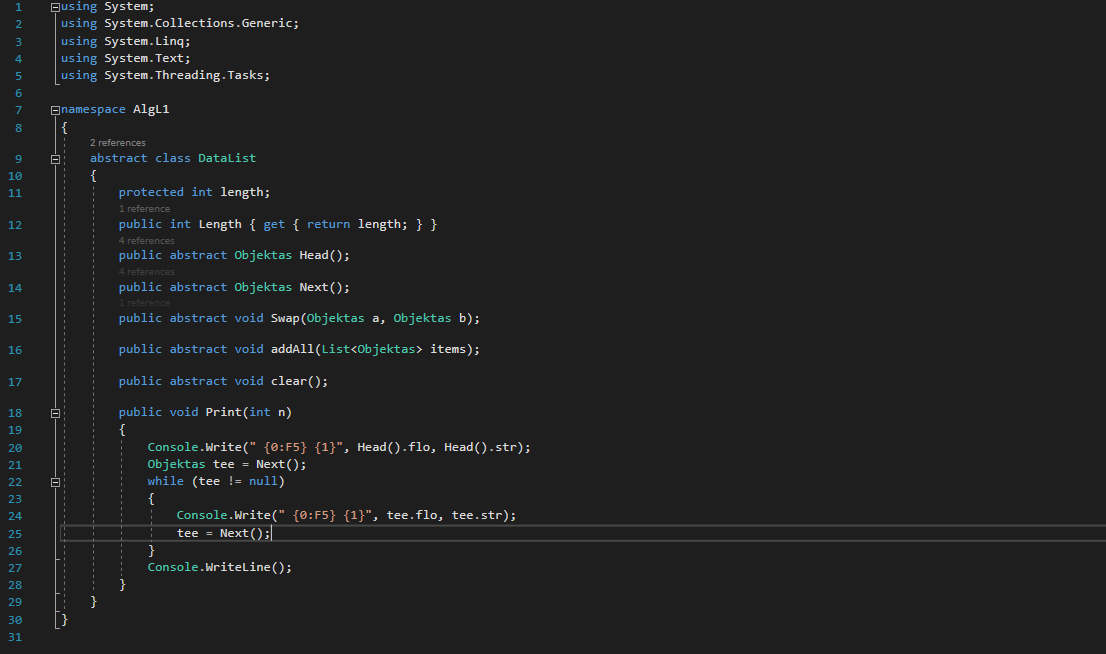 1 using System;
2 using System.Collections.Generic;
3 using System.Linq;
4 using System.Text;
5 using System.Threading.Tasks;
6
7 namespace AlgL1
8 {
2 references
9 abstract class DataList
10 {
11 protected int length;
1 reference
12 public int Length { get { return length; } }
4 references
13 public abstract Objektas Head();
4 references
14 public abstract Objektas Next();
1 reference
15 public abstract void Swap(Objektas a, Objektas b);
16 public abstract void addAll(List<Objektas> items);
17 public abstract void clear();
18 public void Print(int n)
19 {
20 Console.Write(" {0:F5} {1}", Head().flo, Head().str);
21 Objektas tee = Next();
22 while (tee != null)
23 {
24 Console.Write(" {0:F5} {1}", tee.flo, tee.str);
25 tee = Next();
26 }
27 Console.WriteLine();
28 }
29 }
30 }
31